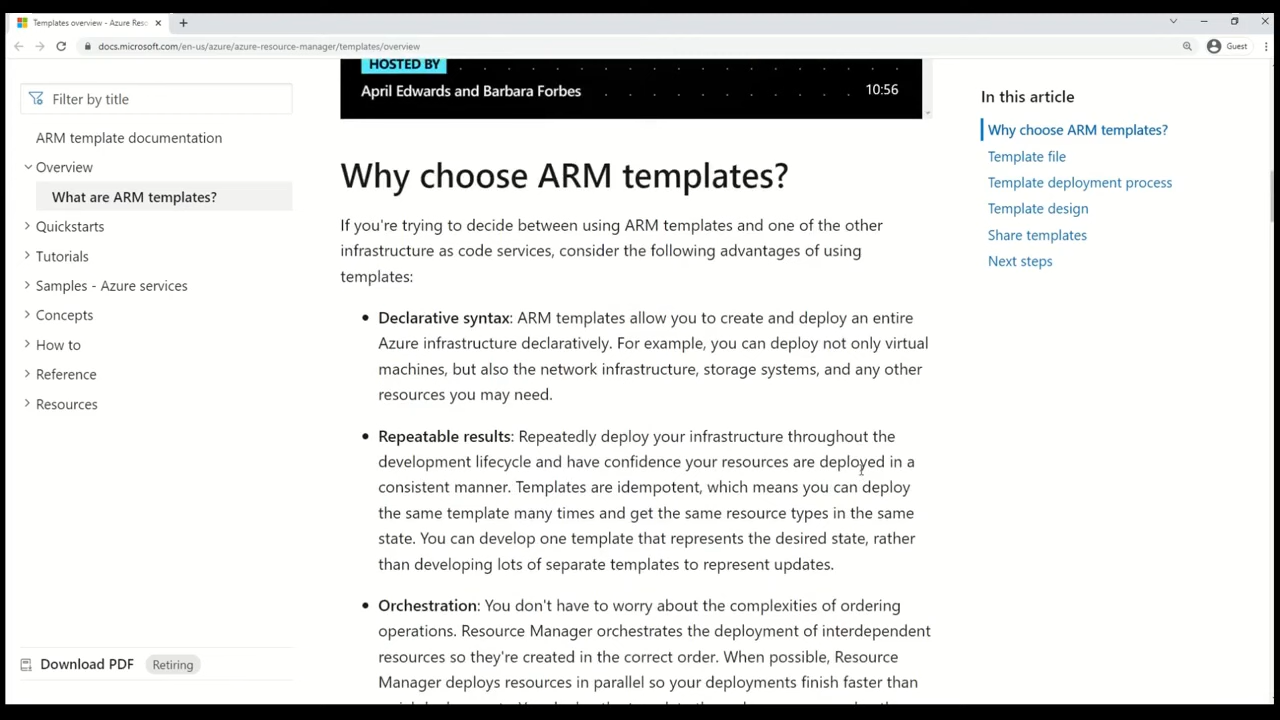 Templates overview - Azure Reso
docs.microsoft.com/en-us/azure/azure-resource-manager/templates/overview
Guest
Filter by title
ARM template documentation
Overview
What are ARM templates?
Quickstarts
Tutorials
Samples - Azure services
Concepts
How to
Reference
Resources
Download PDF Retiring
HOSTED BY
April Edwards and Barbara Forbes
10:56
Why choose ARM templates?
If you're trying to decide between using ARM templates and one of the other
infrastructure as code services, consider the following advantages of using
templates:
• Declarative syntax: ARM templates allow you to create and deploy an entire
Azure infrastructure declaratively. For example, you can deploy not only virtual
machines, but also the network infrastructure, storage systems, and any other
resources you may need.
• Repeatable results: Repeatedly deploy your infrastructure throughout the
development lifecycle and have confidence your resources are deployed in a
consistent manner. Templates are idempotent, which means you can deploy
the same template many times and get the same resource types in the same
state. You can develop one template that represents the desired state, rather
than developing lots of separate templates to represent updates.
• Orchestration: You don't have to worry about the complexities of ordering
operations. Resource Manager orchestrates the deployment of interdependent
resources so they're created in the correct order. When possible, Resource
Manager deploys resources in parallel so your deployments finish faster than
In this article
Why choose ARM templates?
Template file
Template deployment process
Template design
Share templates
Next steps